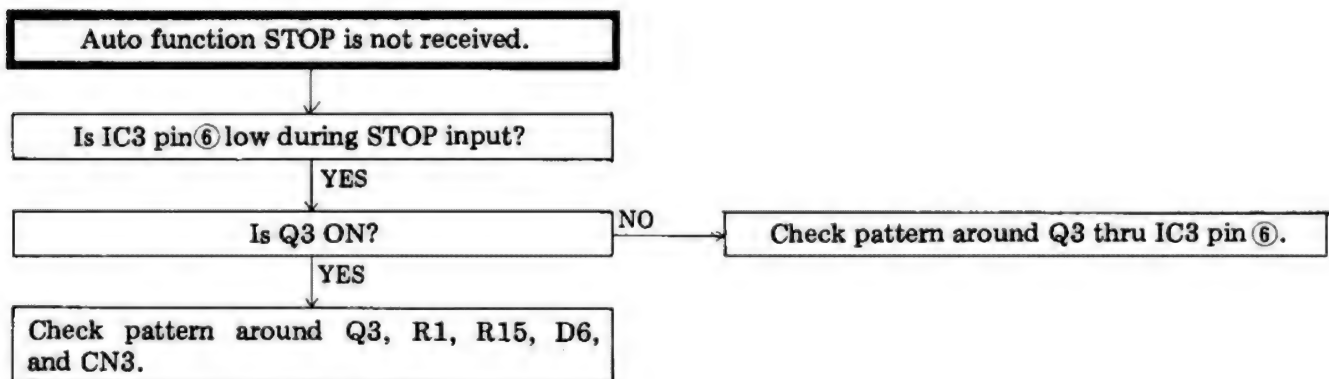 Auto function STOP is not received.
Is IC3 pin⑥ low during STOP input?
YES
Is Q3 ON?
NO
Check pattern around Q3 thru IC3 pin ⑥.
YES
Check pattern around Q3, R1, R15, D6,
and CN3.